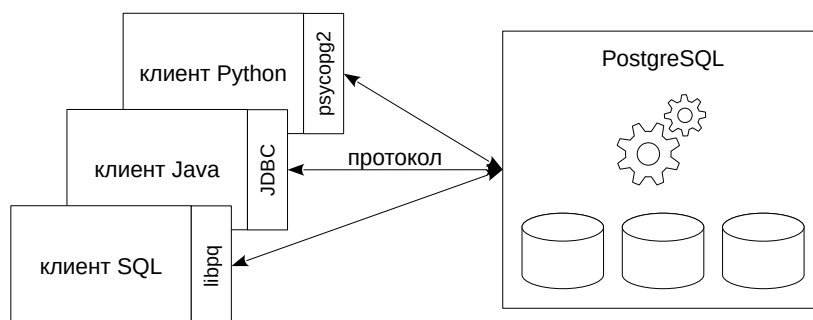 клиент Python
psycopg2
клиент Java
JDBC
клиент SQL
libpq
протокол
PostgreSQL